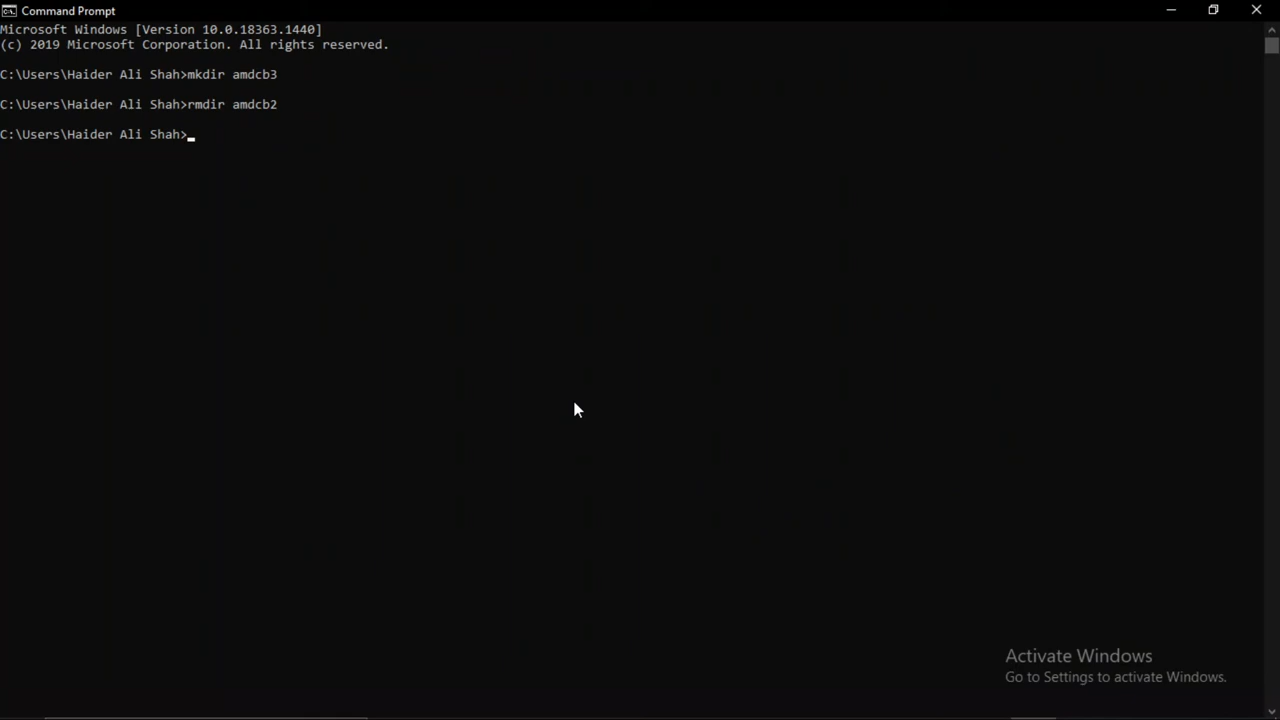 Command Prompt
Microsoft Windows [Version 10.0.18363.1440]
(c) 2019 Microsoft Corporation. All rights reserved.
C:\Users\Haider Ali Shah>mkdir amdcb3
C:\Users\Haider Ali Shah>rmdir amdcb2
C:\Users\Haider Ali Shah>
Activate Windows
Go to Settings to activate Windows.